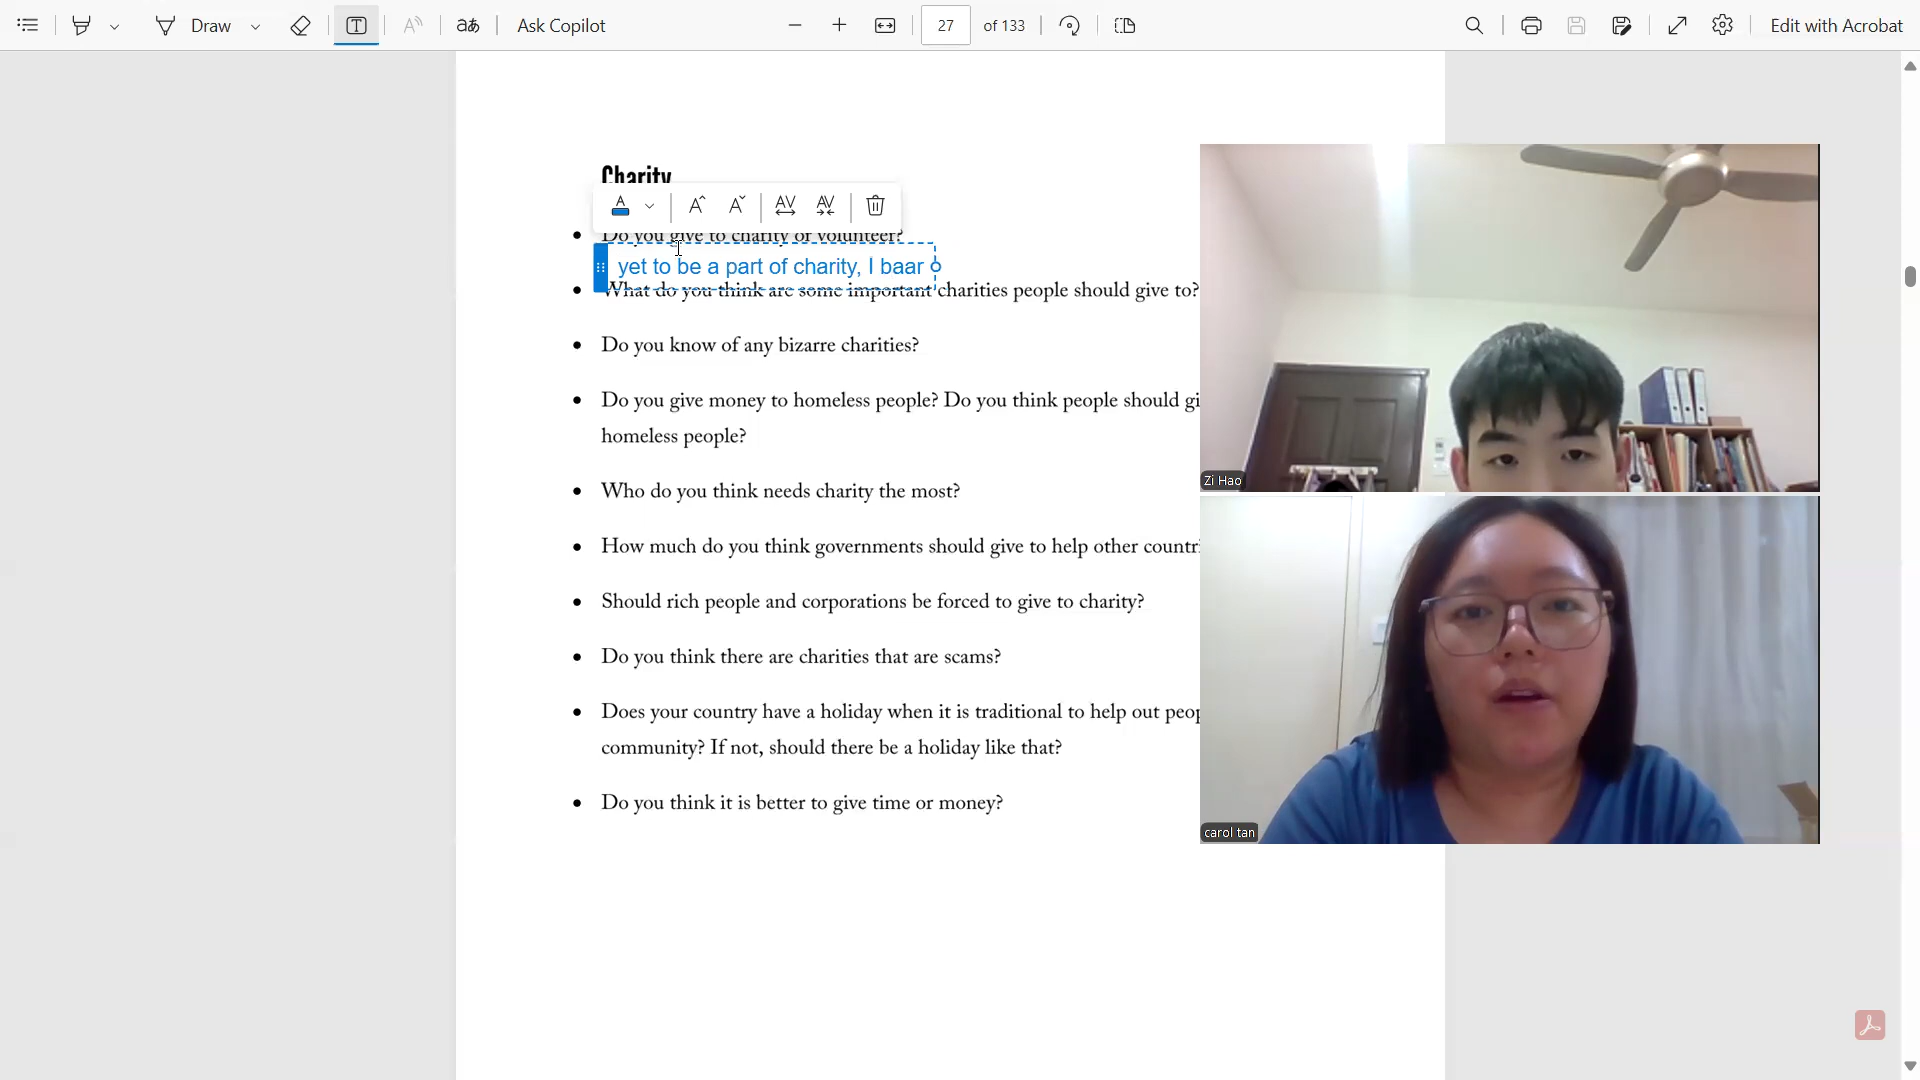 Draw
Ask Copilot
27 of 133
Edit with Acrobat
Charity
Do you give to charity or volunteer?
yet to be a part of charity, I baar
What do you think are some important charities people should give to?
Do you know of any bizarre charities?
Do you give money to homeless people? Do you think people should gi
homeless people?
Who do you think needs charity the most?
How much do you think governments should give to help other countri
Should rich people and corporations be forced to give to charity?
Do you think there are charities that are scams?
Does your country have a holiday when it is traditional to help out peop
community? If not, should there be a holiday like that?
Do you think it is better to give time or money?
Zi Hao
carol tan